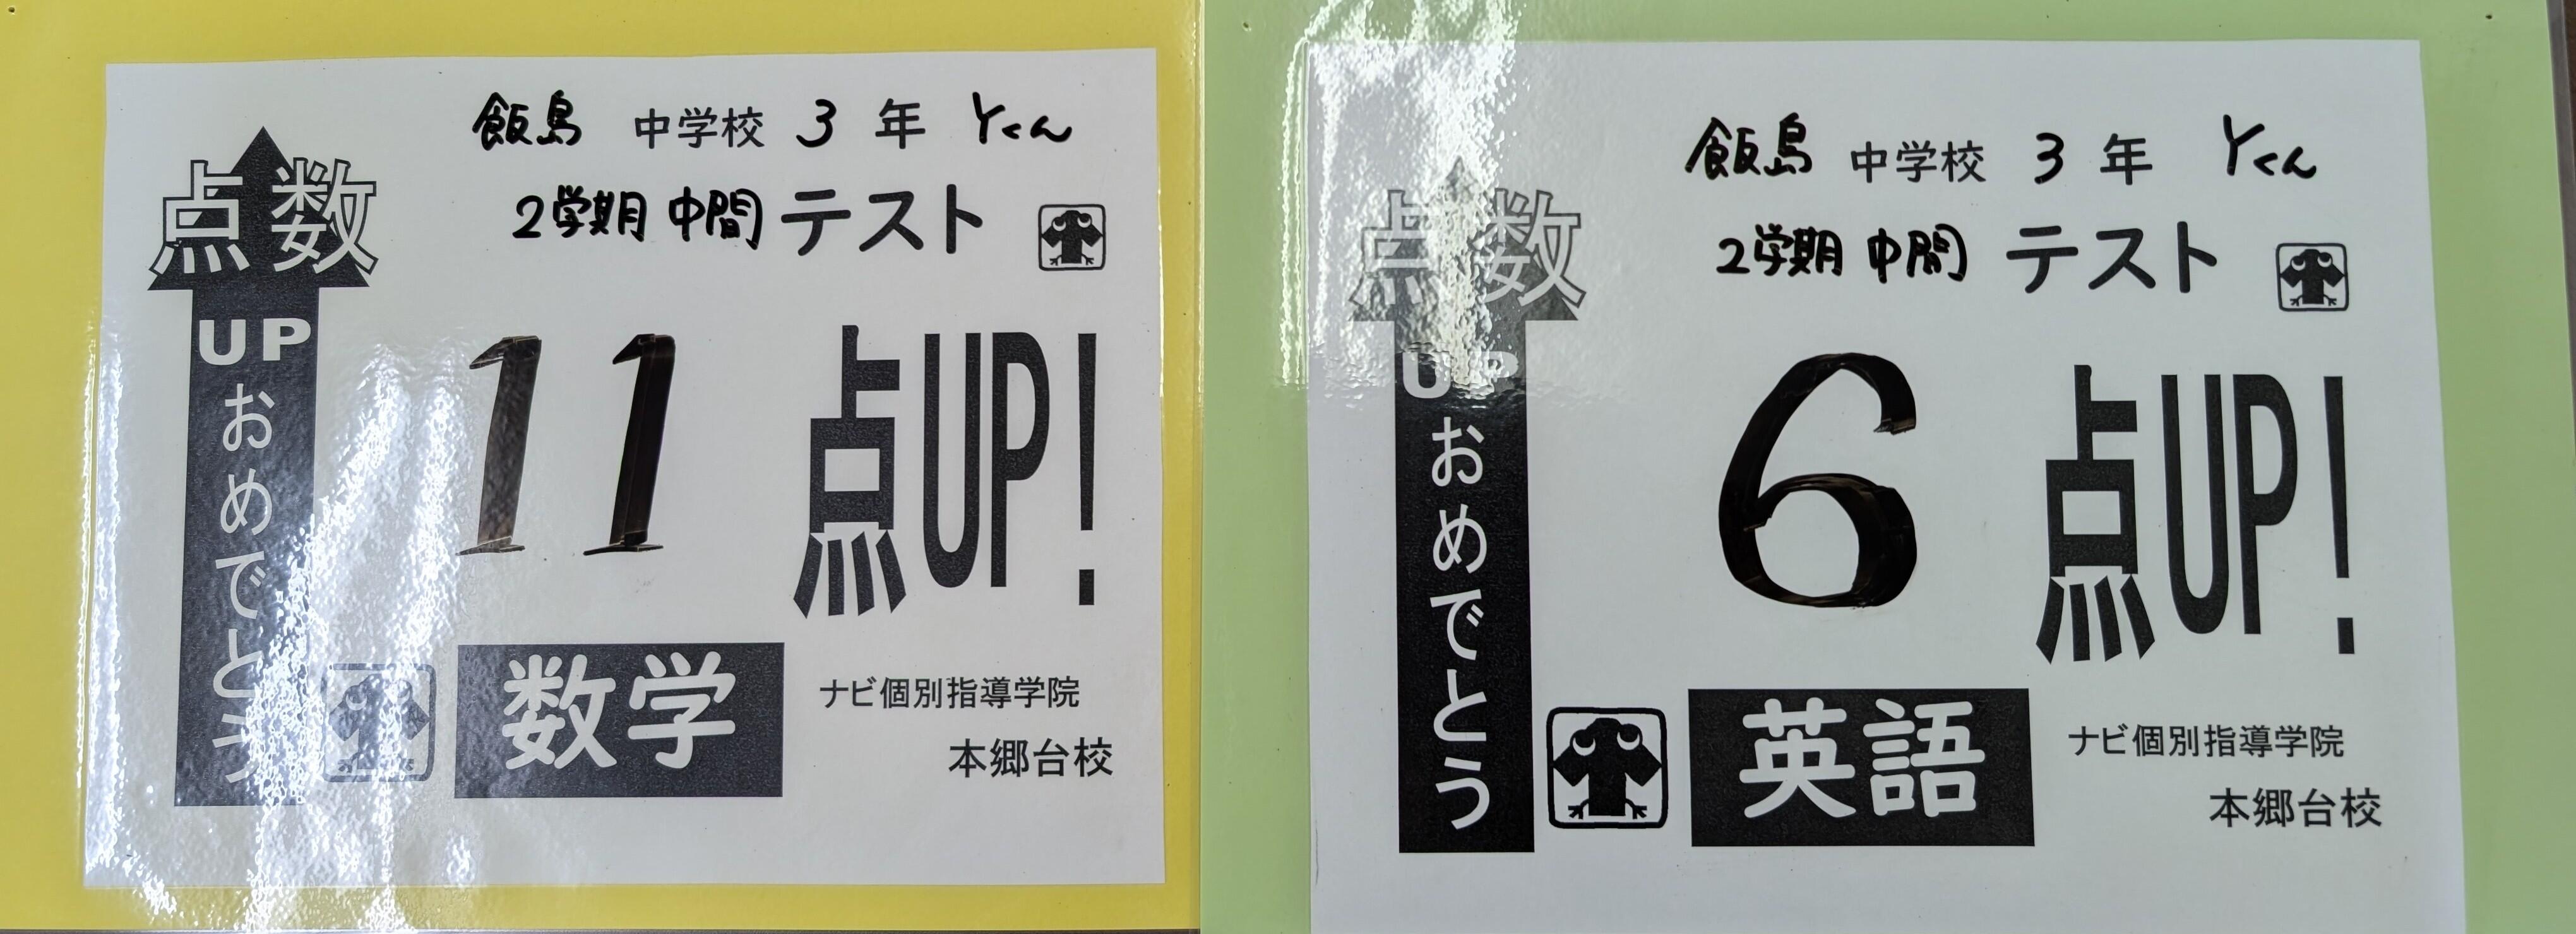 飯島 中学校 3 年 Yくん
2学期 中間 テスト
点数
UP
おめでとう
11 点UP!
数学
ナビ個別指導学院
本郷台校
飯島 中学校 3 年 Yくん
2学期 中間 テスト
点数
UP
おめでとう
6 点UP!
英語
ナビ個別指導学院
本郷台校